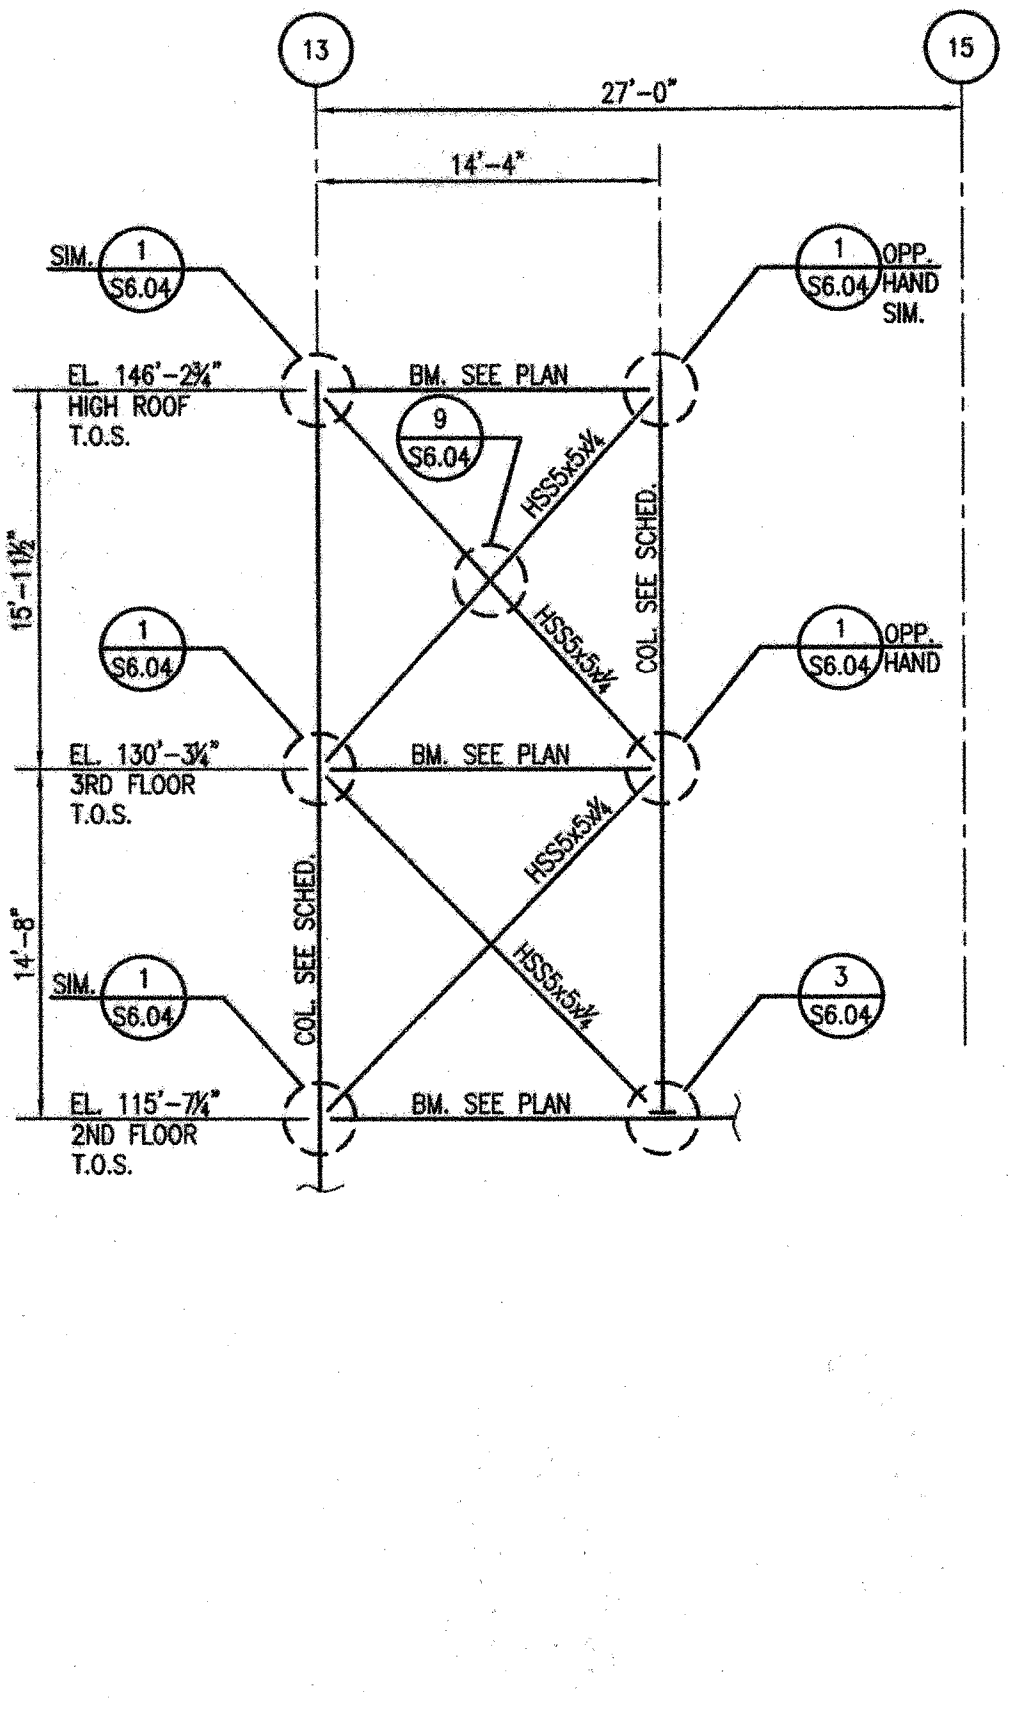 13
15
27'-0"
14'-4"
SIM.
1
S6.04
1
S6.04
OPP.
HAND
SIM.
EL. 146'-2¾"
HIGH ROOF
T.O.S.
BM. SEE PLAN
9
S6.04
HSS5x5x¼
15'-11½"
COL. SEE SCHED.
HSS5x5x¼
1
S6.04
1
S6.04
OPP.
HAND
EL. 130'-3¼"
3RD FLOOR
T.O.S.
BM. SEE PLAN
HSS5x5x¼
14'-8"
COL. SEE SCHED.
HSS5x5x¼
SIM.
1
S6.04
3
S6.04
EL. 115'-7¼"
2ND FLOOR
T.O.S.
BM. SEE PLAN